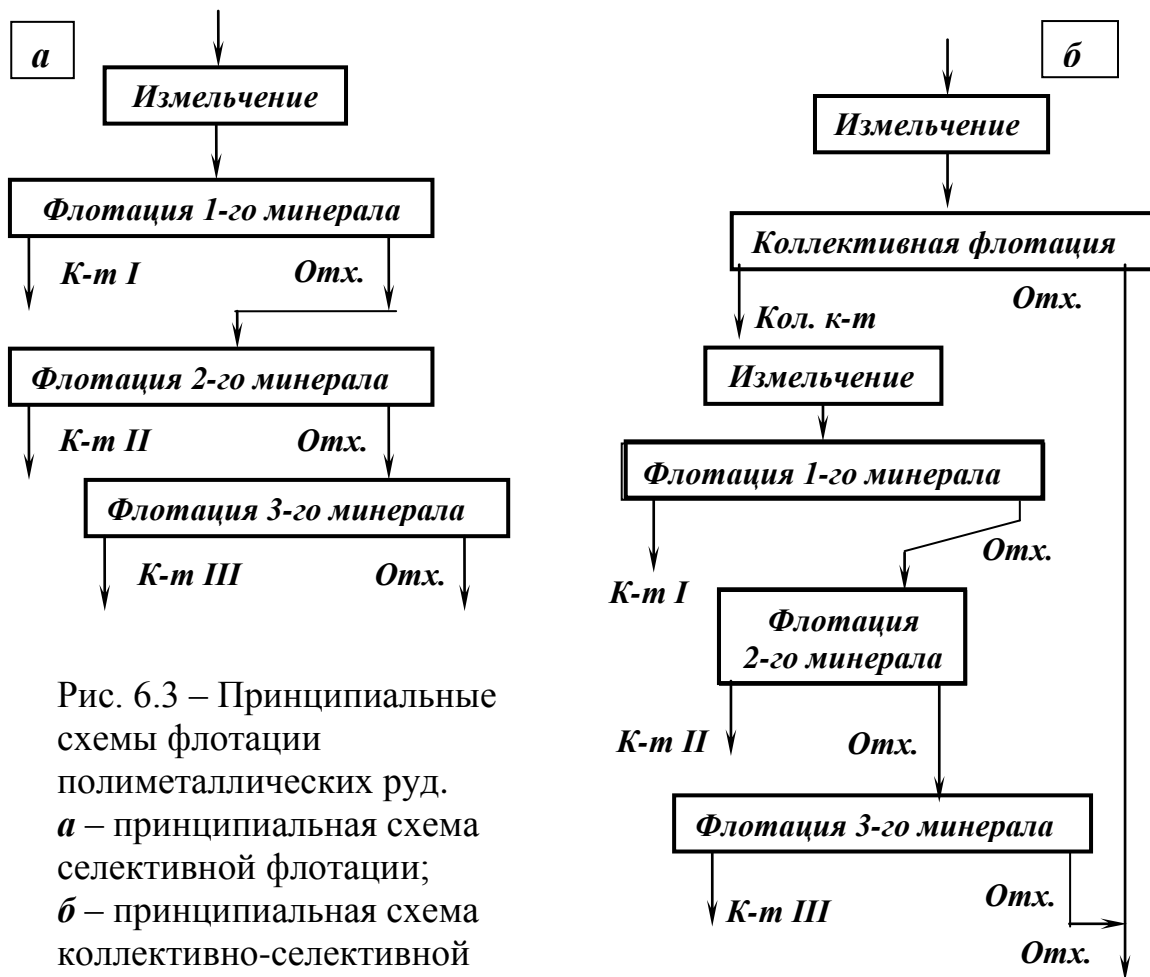 а
Измельчение
Флотация 1-го минерала
К-т I
Отх.
Флотация 2-го минерала
К-т II
Отх.
Флотация 3-го минерала
К-т III
Отх.
Рис. 6.3 – Принципиальные
схемы флотации
полиметаллических руд.
а – принципиальная схема
селективной флотации;
б – принципиальная схема
коллективно-селективной
б
Измельчение
Коллективная флотация
Отх.
Кол. к-т
Измельчение
Флотация 1-го минерала
Отх.
К-т I
Флотация
2-го минерала
К-т II
Отх.
Флотация 3-го минерала
К-т III
Отх.
Отх.